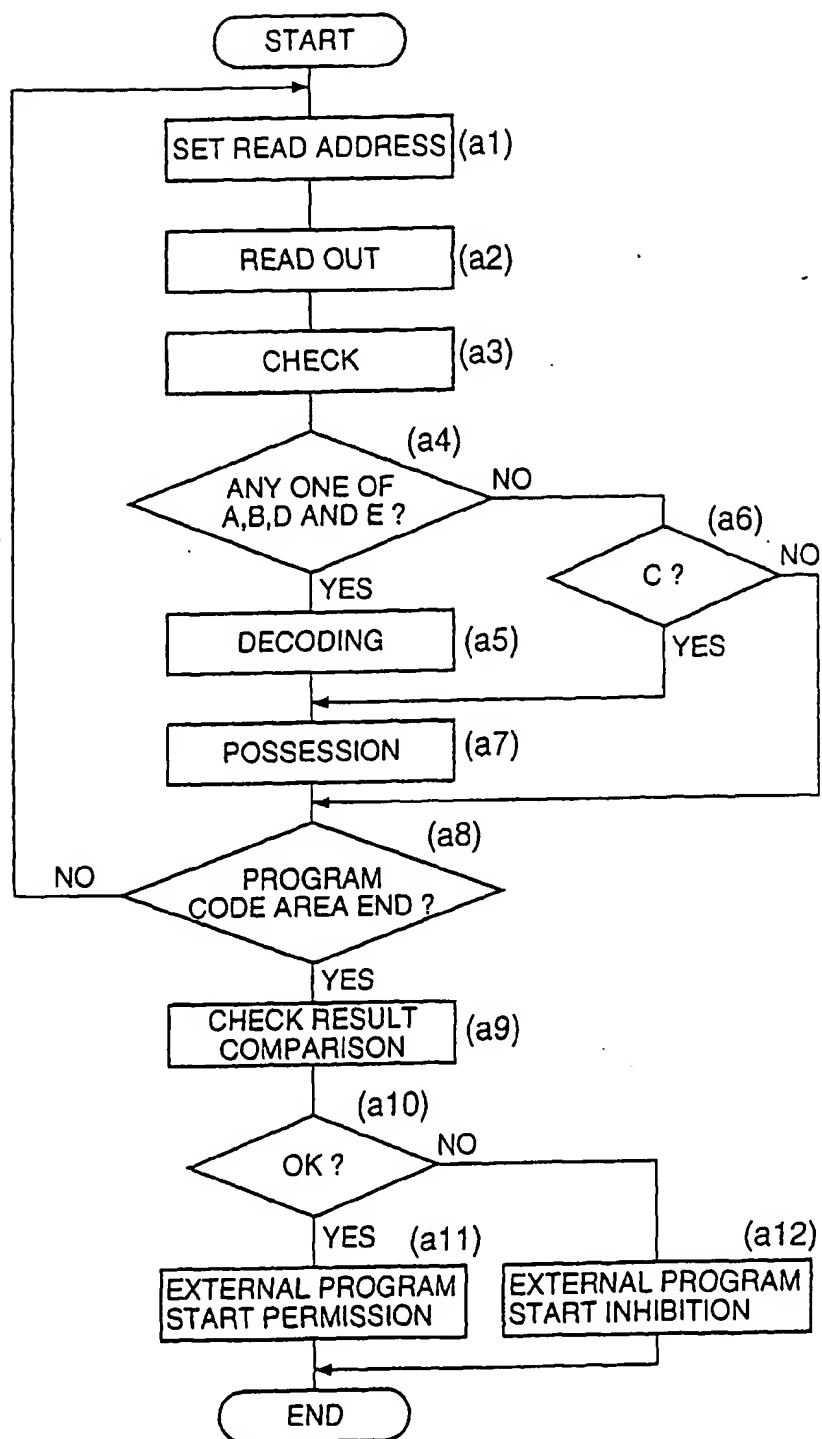 START
SET READ ADDRESS (a1)
READ OUT (a2)
CHECK (a3)
(a4)
ANY ONE OF
A,B,D AND E ?
NO
YES
(a6)
C ?
NO
YES
DECODING (a5)
POSSESSION (a7)
(a8)
PROGRAM
CODE AREA END ?
NO
YES
CHECK RESULT
COMPARISON
(a9)
(a10)
OK ?
NO
YES
(a11)
EXTERNAL PROGRAM
START PERMISSION
(a12)
EXTERNAL PROGRAM
START INHIBITION
END